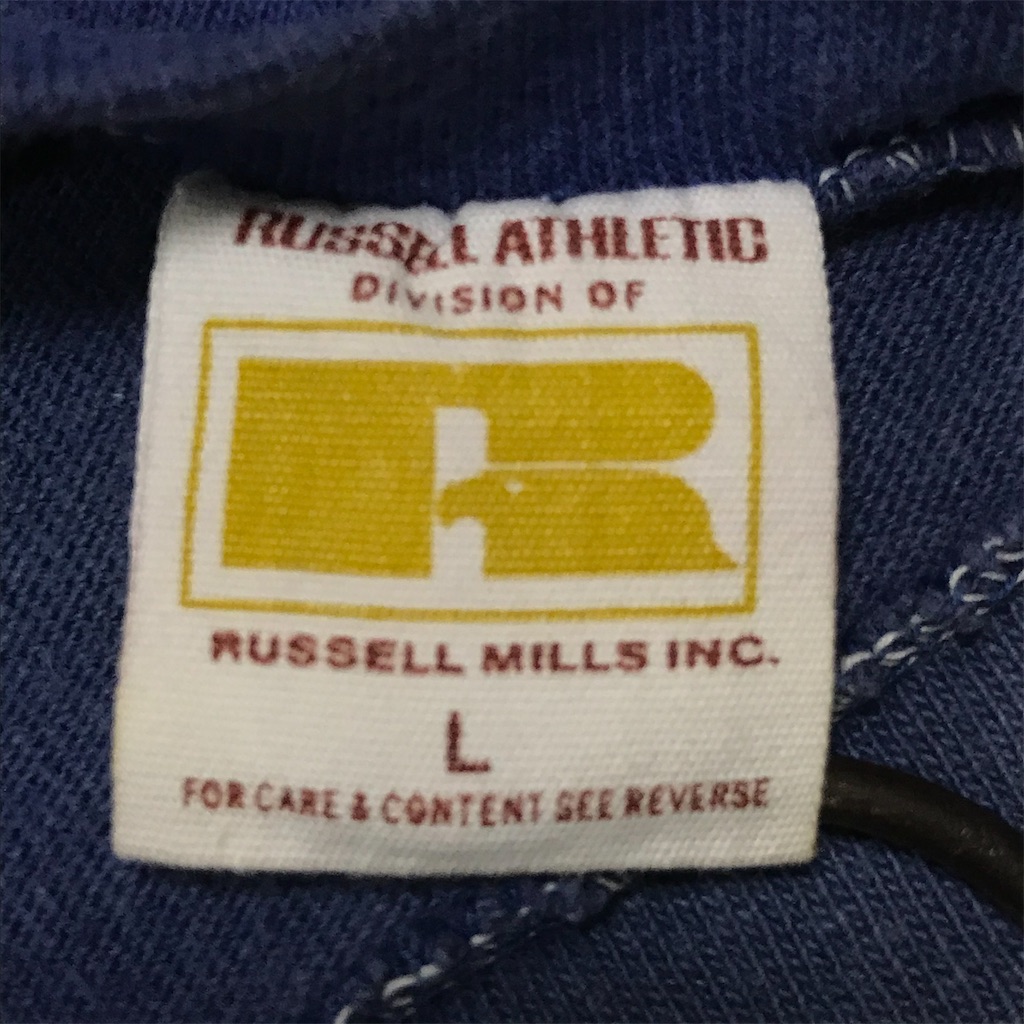 RUSSELL ATHLETIC
DIVISION OF
R
RUSSELL MILLS INC.
L
FOR CARE & CONTENT SEE REVERSE